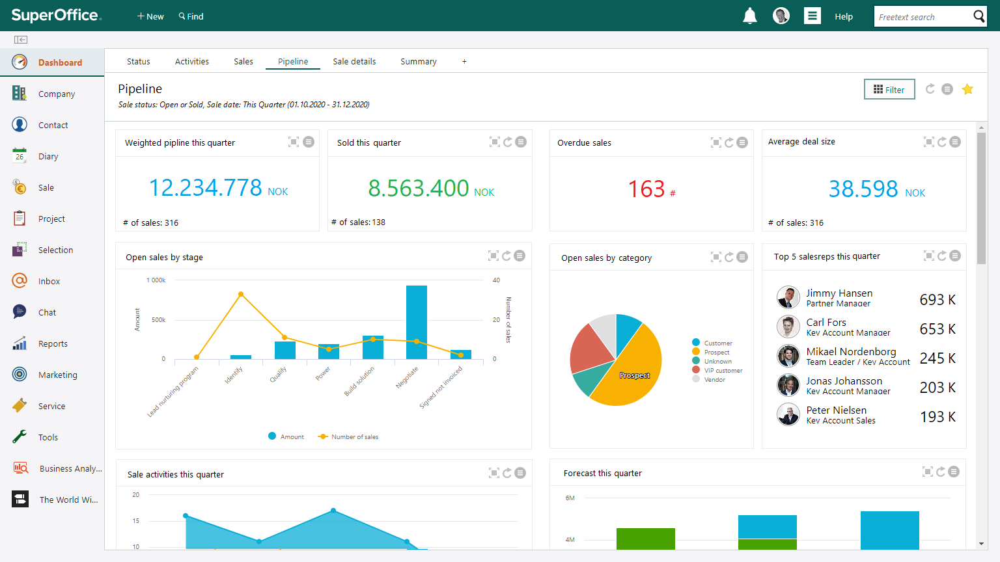 SuperOffice
+ New
Find
Help
Freetext search
Dashboard
Company
Contact
26
Diary
Sale
Project
Selection
Inbox
Chat
Reports
Marketing
Service
Tools
Business Analy...
The World Wi...
Status
Activities
Sales
Pipeline
Sale details
Summary
+
Pipeline
Sale status: Open or Sold, Sale date: This Quarter (01.10.2020 - 31.12.2020)
Filter
Weighted pipline this quarter
12.234.778 NOK
# of sales: 316
Sold this quarter
8.563.400 NOK
# of sales: 138
Overdue sales
163 #
Average deal size
38.598 NOK
# of sales: 316
Open sales by stage
1 000k
500k
0
Amount
40
20
0
Number of sales
Lead nurturing program
Identify
Qualify
Power
Build solution
Negotiate
Signed not invoiced
Amount
Number of sales
Open sales by category
Prospect
Customer
Prospect
Unknown
VIP customer
Vendor
Top 5 salesreps this quarter
Jimmy Hansen
Partner Manager
693 K
Carl Fors
Key Account Manager
653 K
Mikael Nordenborg
Team Leader / Key Account
245 K
Jonas Johansson
Key Account Manager
203 K
Peter Nielsen
Key Account Sales
193 K
Sale activities this quarter
20
15
10
Forecast this quarter
6M
4M